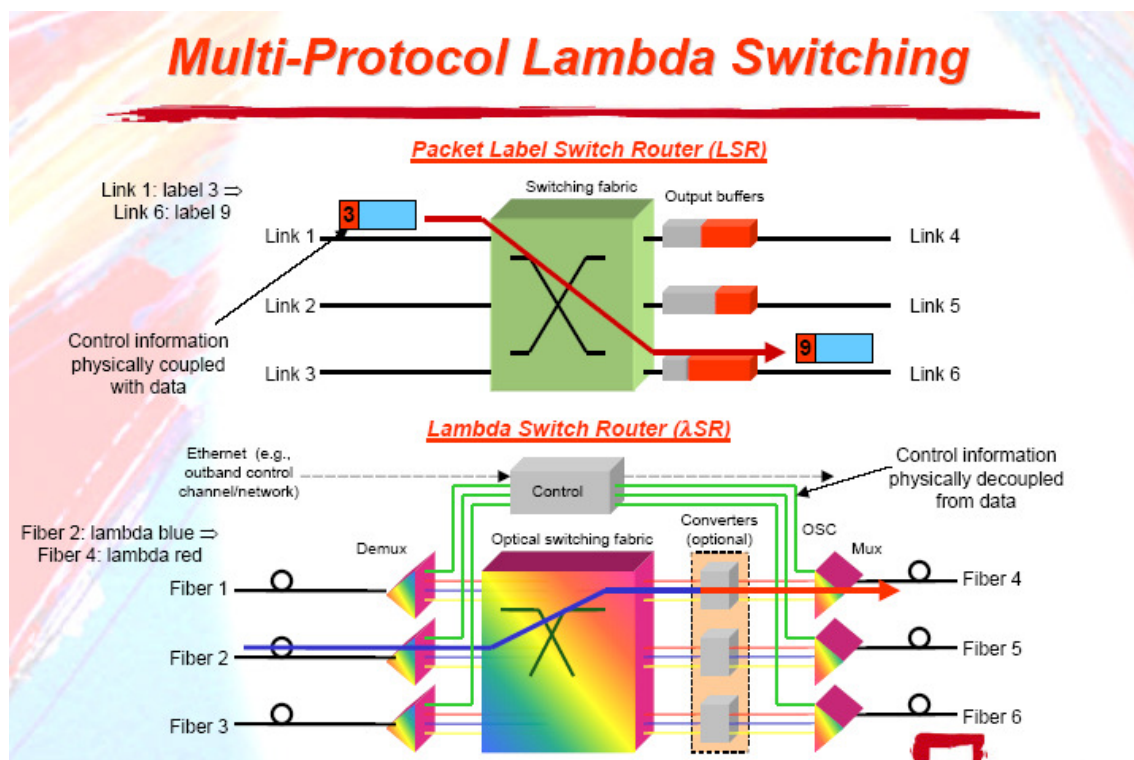 Multi-Protocol Lambda Switching
Packet Label Switch Router (LSR)
Link 1: label 3 ⇒
Link 6: label 9
Switching fabric
Output buffers
3
Link 1
Link 4
Link 2
Link 5
Control information
physically coupled
with data
9
Link 3
Link 6
Lambda Switch Router (λSR)
Ethernet (e.g.,
outband control
channel/network)
Control
Control information
physically decoupled
from data
Fiber 2: lambda blue ⇒
Fiber 4: lambda red
Demux
Optical switching fabric
Converters
(optional)
OSC
Mux
Fiber 1
Fiber 4
Fiber 2
Fiber 5
Fiber 3
Fiber 6